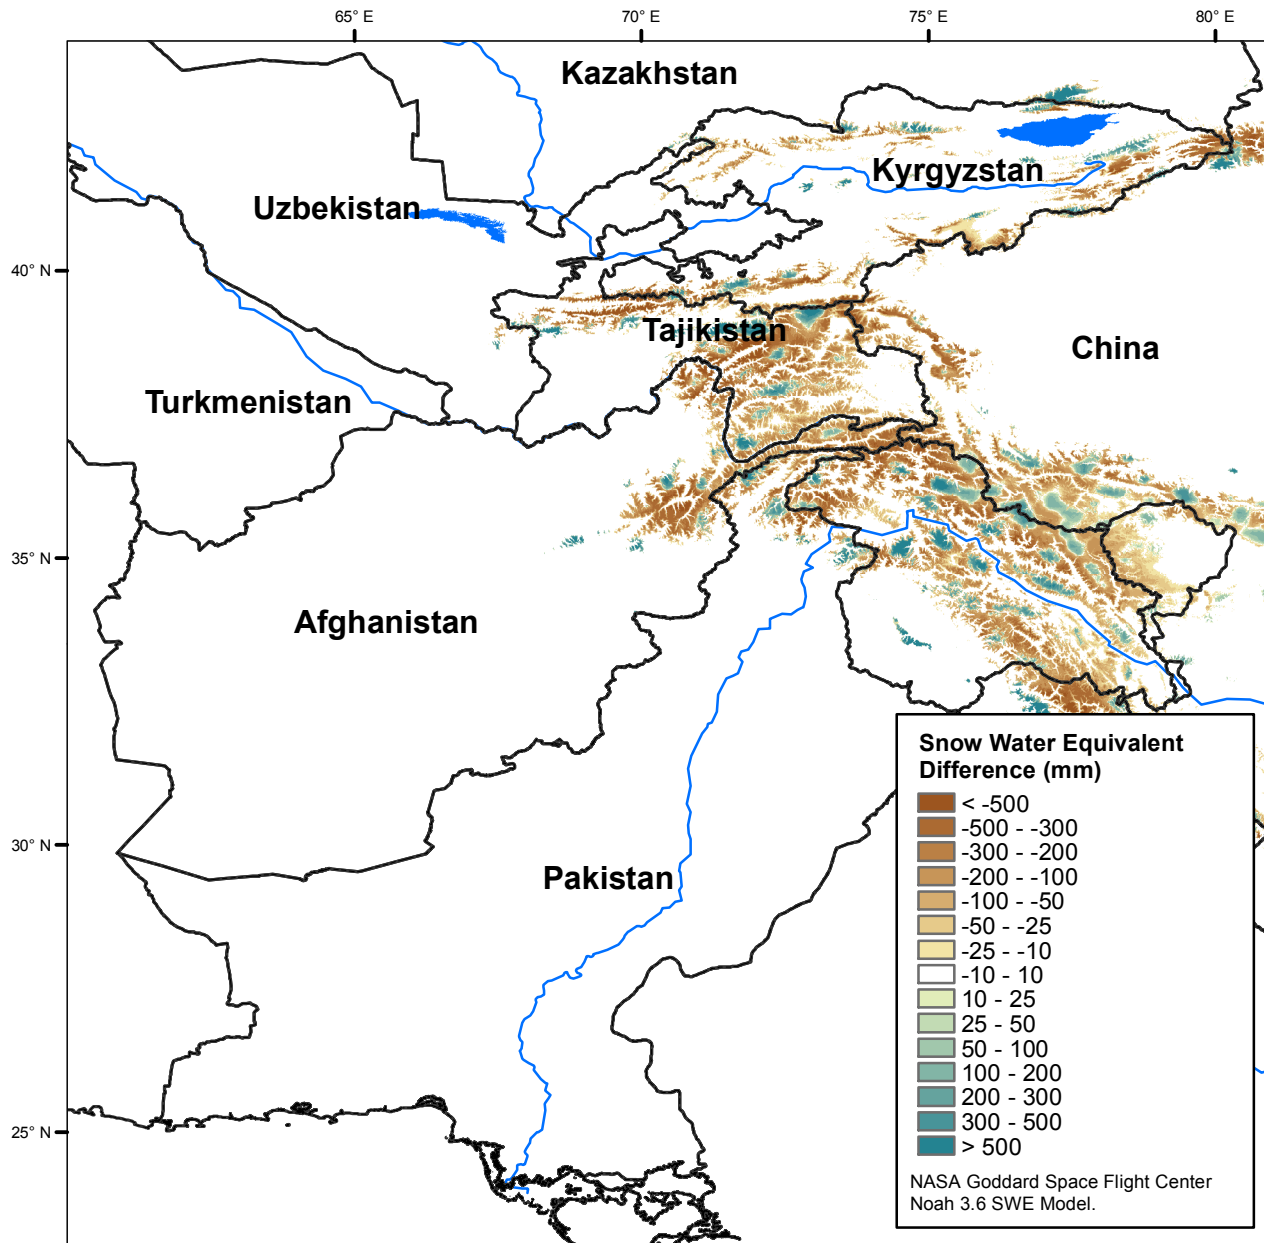 65° E
70° E
75° E
80° E
Kazakhstan
Kyrgyzstan
Uzbekistan
40° N
Tajikistan
China
Turkmenistan
35° N
Afghanistan
30° N
Pakistan
25° N
Snow Water Equivalent
Difference (mm)
< -500
-500 - -300
-300 - -200
-200 - -100
-100 - -50
-50 - -25
-25 - -10
-10 - 10
10 - 25
25 - 50
50 - 100
100 - 200
200 - 300
300 - 500
> 500
NASA Goddard Space Flight Center
Noah 3.6 SWE Model.